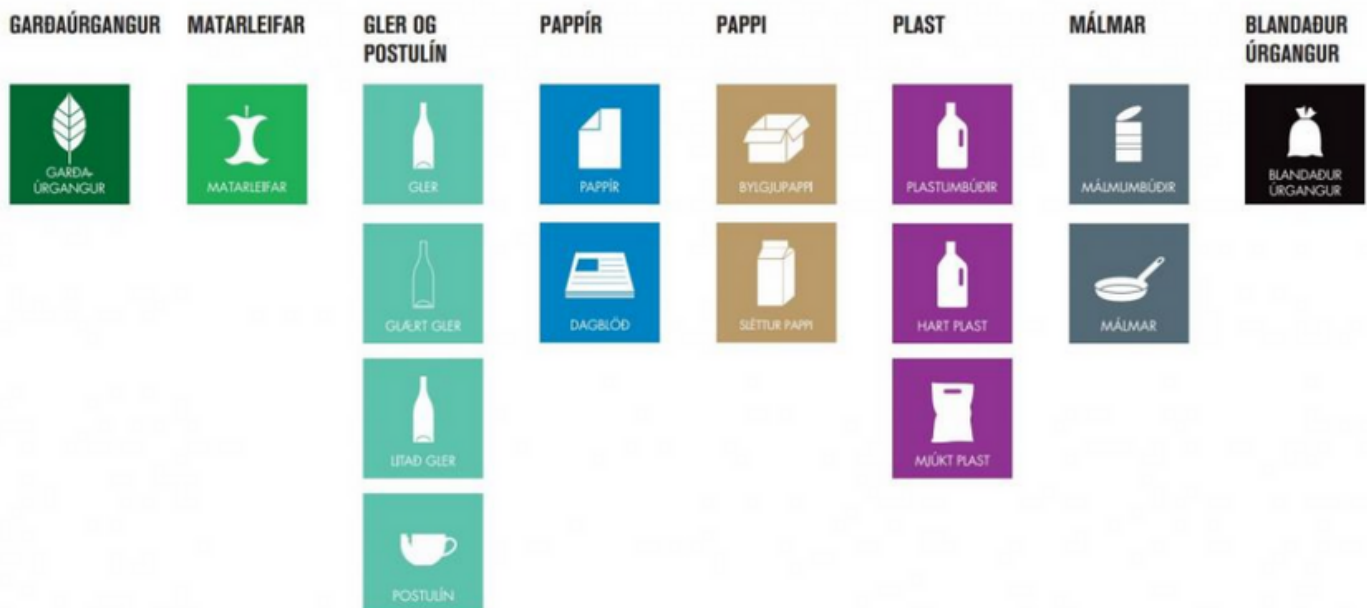 GARÐAÚRGANGUR
MATARLEIFAR
GLER OG
POSTULÍN
PAPPÍR
PAPPI
PLAST
MÁLMAR
BLANDAÐUR
ÚRGANGUR
GARÐA-
ÚRGANGUR
MATARLEIFAR
GLER
PAPPÍR
BYLGJUPAPPI
PLASTUMBÚÐIR
MÁLMUMBÚÐIR
BLANDAÐUR
ÚRGANGUR
GLÆRT GLER
DAGBLÖÐ
SLÉTTUR PAPPI
HART PLAST
MÁLMAR
LITAÐ GLER
MJÚKT PLAST
POSTULÍN